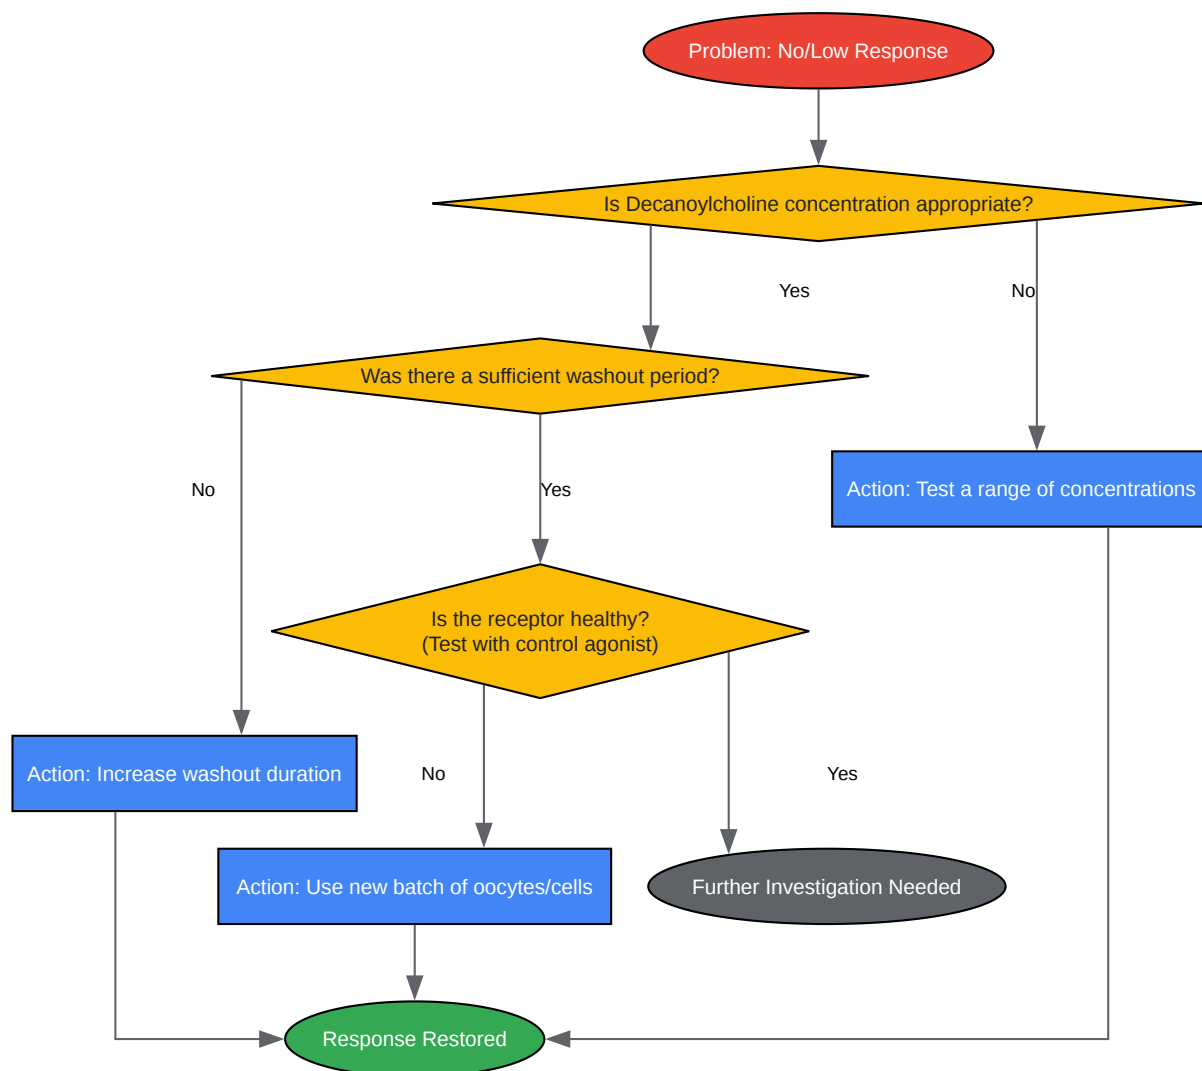 Problem: No/Low Response
Is Decanoylcholine concentration appropriate?
Yes
No
Was there a sufficient washout period?
Action: Test a range of concentrations
No
Yes
Is the receptor healthy?
(Test with control agonist)
Action: Increase washout duration
No
Yes
Action: Use new batch of oocytes/cells
Further Investigation Needed
Response Restored